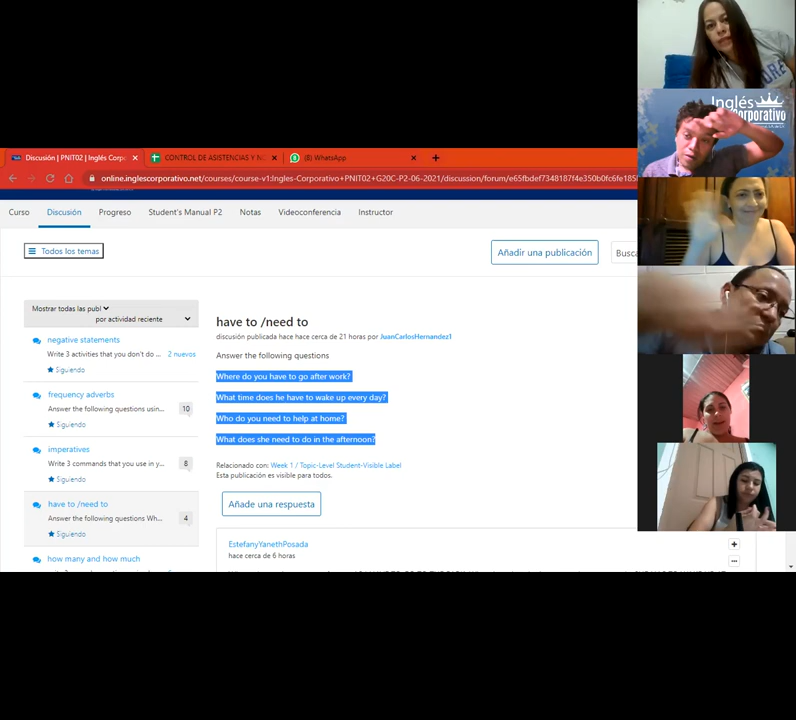 Discusión | PNIT02 | Inglés Corpo
CONTROL DE ASISTENCIAS Y N
(8) WhatsApp
online.inglescorporativo.net/courses/course-v1:Ingles-Corporativo+PNIT02+G20C-P2-06-2021/discussion/forum/
Curso
Discusión
Progreso
Student's Manual P2
Notas
Videoconferencia
Instructor
Todos los temas
Añadir una publicación
Busca
Mostrar todas las publ
por actividad reciente
negative statements
Write 3 activities that you don't do ...
2 nuevos
Siguiendo
frequency adverbs
Answer the following questions usin...
10
Siguiendo
imperatives
Write 3 commands that you use in y...
8
Siguiendo
have to /need to
Answer the following questions Wh...
4
Siguiendo
how many and how much
have to /need to
discusión publicada hace hace cerca de 21 horas por JuanCarlosHernandez1
Answer the following questions
Where do you have to go after work?
What time does he have to wake up every day?
Who do you need to help at home?
What does she need to do in the afternoon?
Relacionado con: Week 1 / Topic-Level Student-Visible Label
Esta publicación es visible para todos.
Añade una respuesta
EstefanyYanethPosada
hace cerca de 6 horas
Inglés
Corporativo